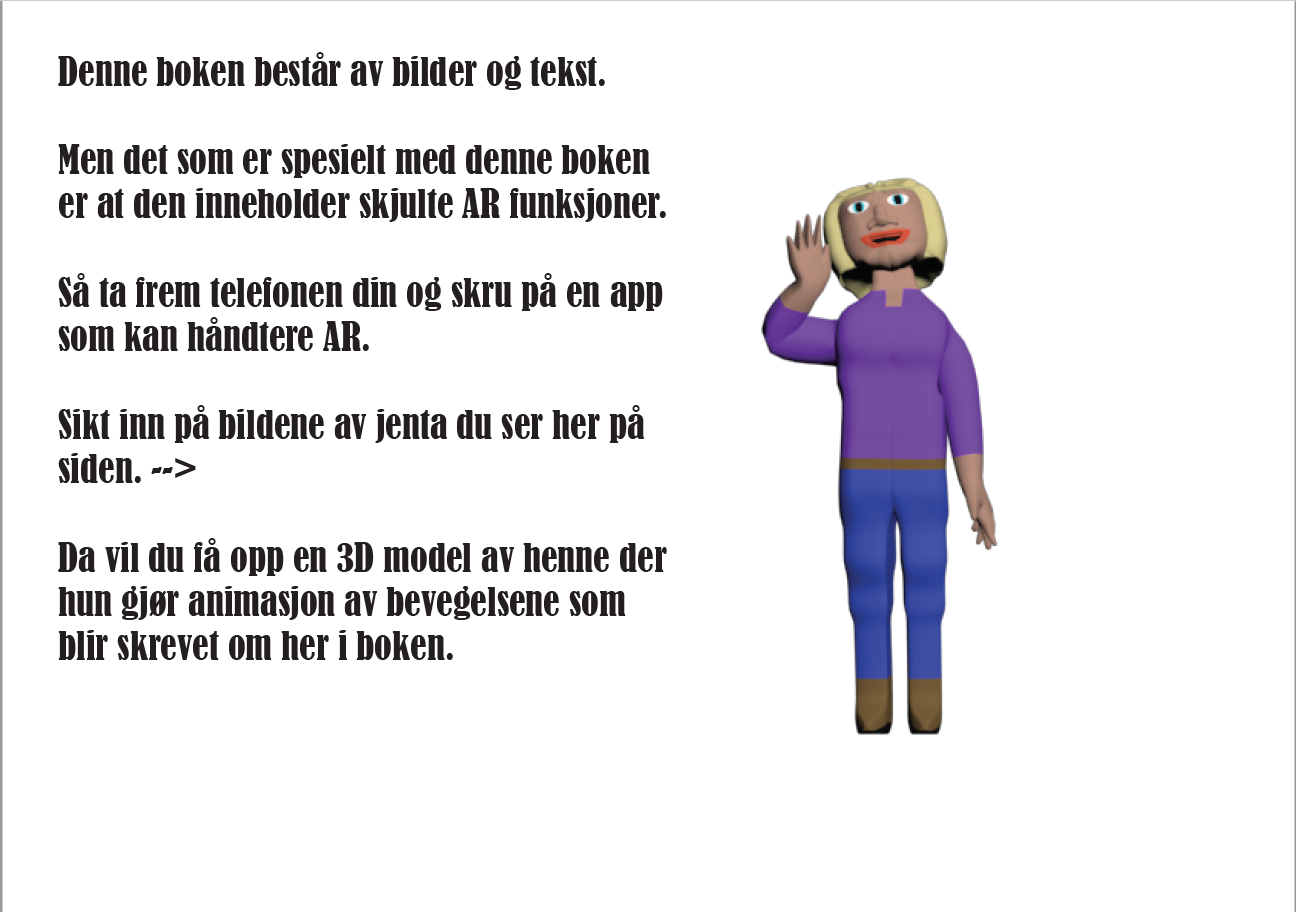 Denne boken består av bilder og tekst.
Men det som er spesielt med denne boken
er at den inneholder skjulte AR funksjoner.
Så ta frem telefonen din og skru på en app
som kan håndtere AR.
Sikt inn på bildene av jenta du ser her på
siden. -->
Da vil du få opp en 3D model av henne der
hun gjør animasjon av bevegelsene som
blir skrevet om her i boken.